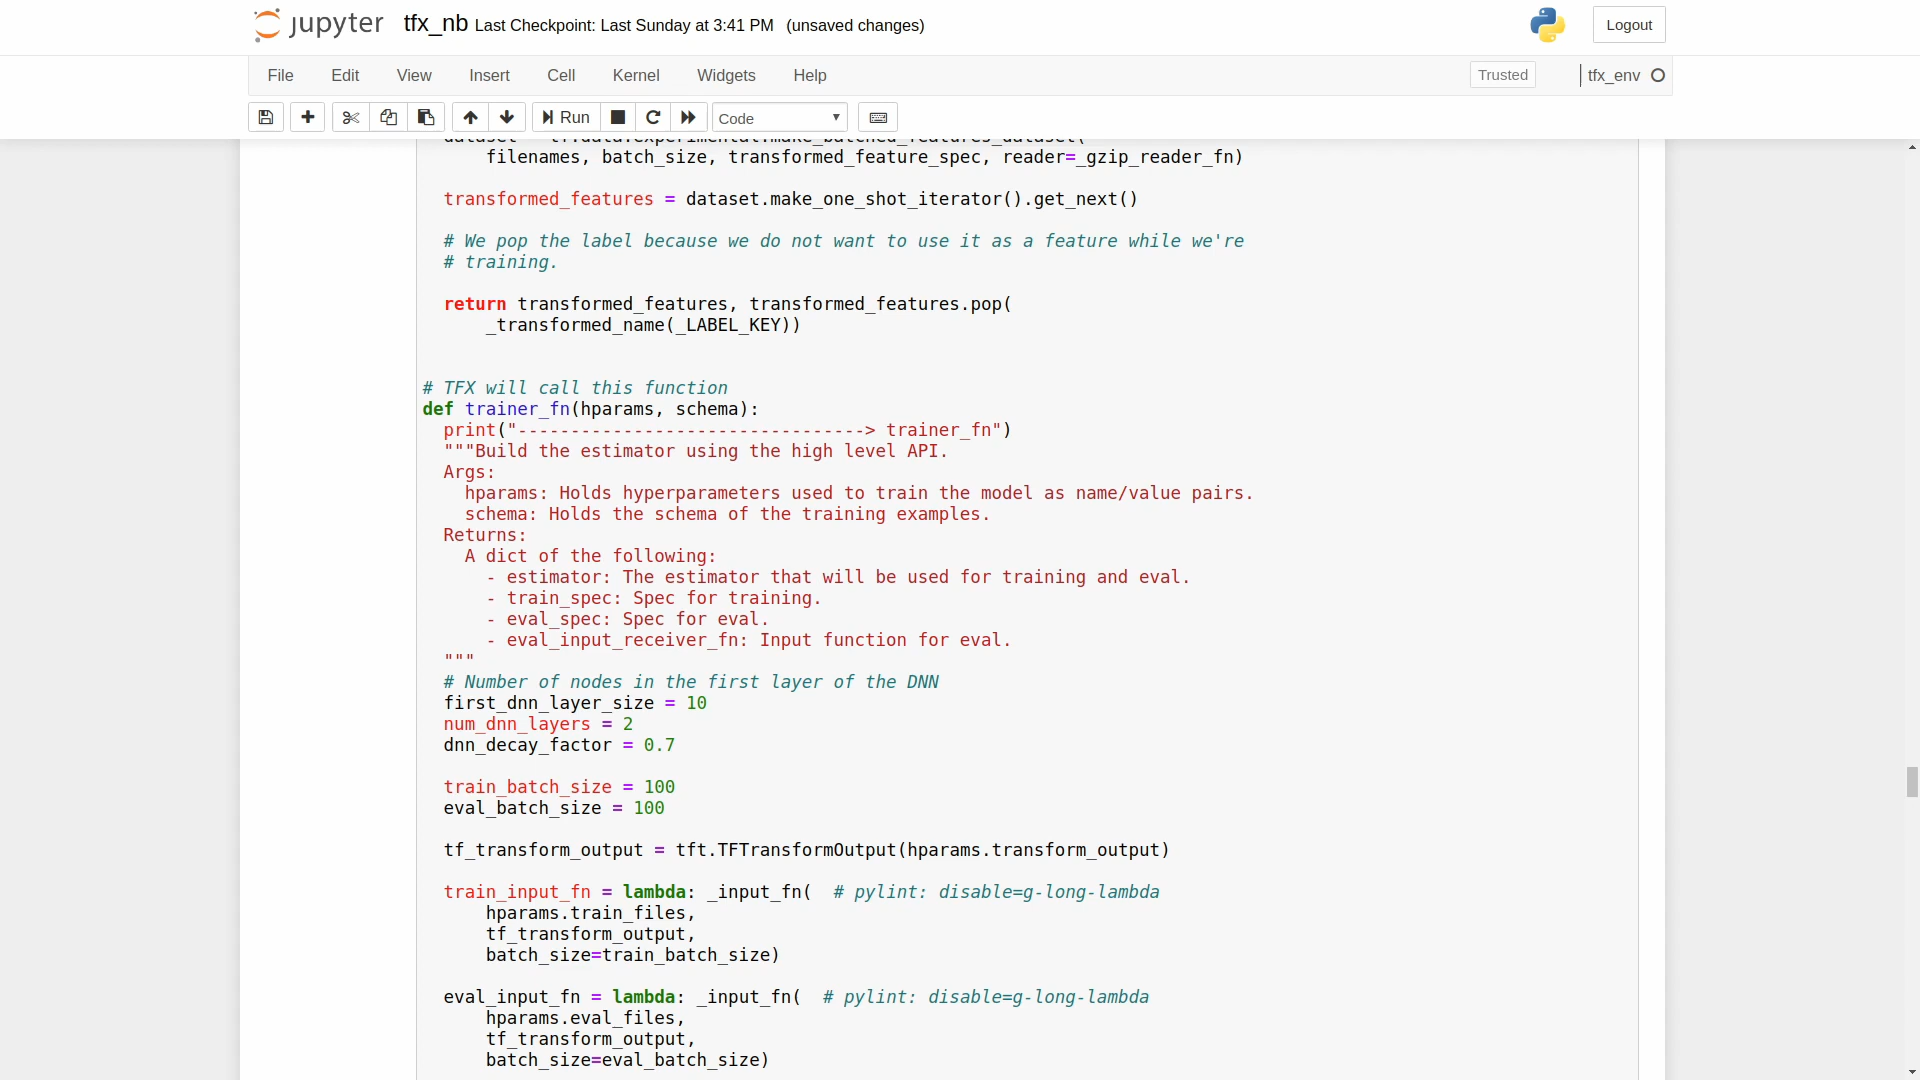 jupyter tfx_nb Last Checkpoint: Last Sunday at 3:41 PM (unsaved changes) Logout
File Edit View Insert Cell Kernel Widgets Help Trusted tfx_env
Run Code
dataset = tf.data.experimental.make_batched_features_dataset(
filenames, batch_size, transformed_feature_spec, reader=_gzip_reader_fn)
transformed_features = dataset.make_one_shot_iterator().get_next()
# We pop the label because we do not want to use it as a feature while we're
# training.
return transformed_features, transformed_features.pop(
_transformed_name(_LABEL_KEY))
# TFX will call this function
def trainer_fn(hparams, schema):
print("---------------------------------> trainer_fn")
"""Build the estimator using the high level API.
Args:
hparams: Holds hyperparameters used to train the model as name/value pairs.
schema: Holds the schema of the training examples.
Returns:
A dict of the following:
- estimator: The estimator that will be used for training and eval.
- train_spec: Spec for training.
- eval_spec: Spec for eval.
- eval_input_receiver_fn: Input function for eval.
"""
# Number of nodes in the first layer of the DNN
first_dnn_layer_size = 10
num_dnn_layers = 2
dnn_decay_factor = 0.7
train_batch_size = 100
eval_batch_size = 100
tf_transform_output = tft.TFTransformOutput(hparams.transform_output)
train_input_fn = lambda: _input_fn(  # pylint: disable=g-long-lambda
hparams.train_files,
tf_transform_output,
batch_size=train_batch_size)
eval_input_fn = lambda: _input_fn(  # pylint: disable=g-long-lambda
hparams.eval_files,
tf_transform_output,
batch_size=eval_batch_size)